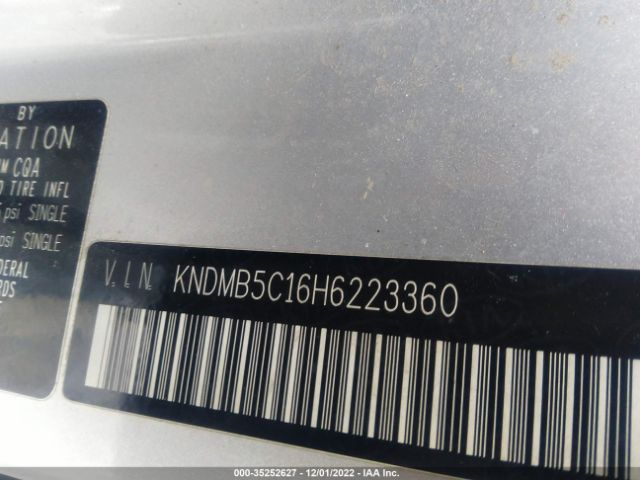 BY
ATION
M CQA
TIRE INFL
psi SINGLE
psi SINGLE
DERAL
RDS
V.I.N. KNDMB5C16H6223360
000-35252627 - 12/01/2022 - IAA Inc.